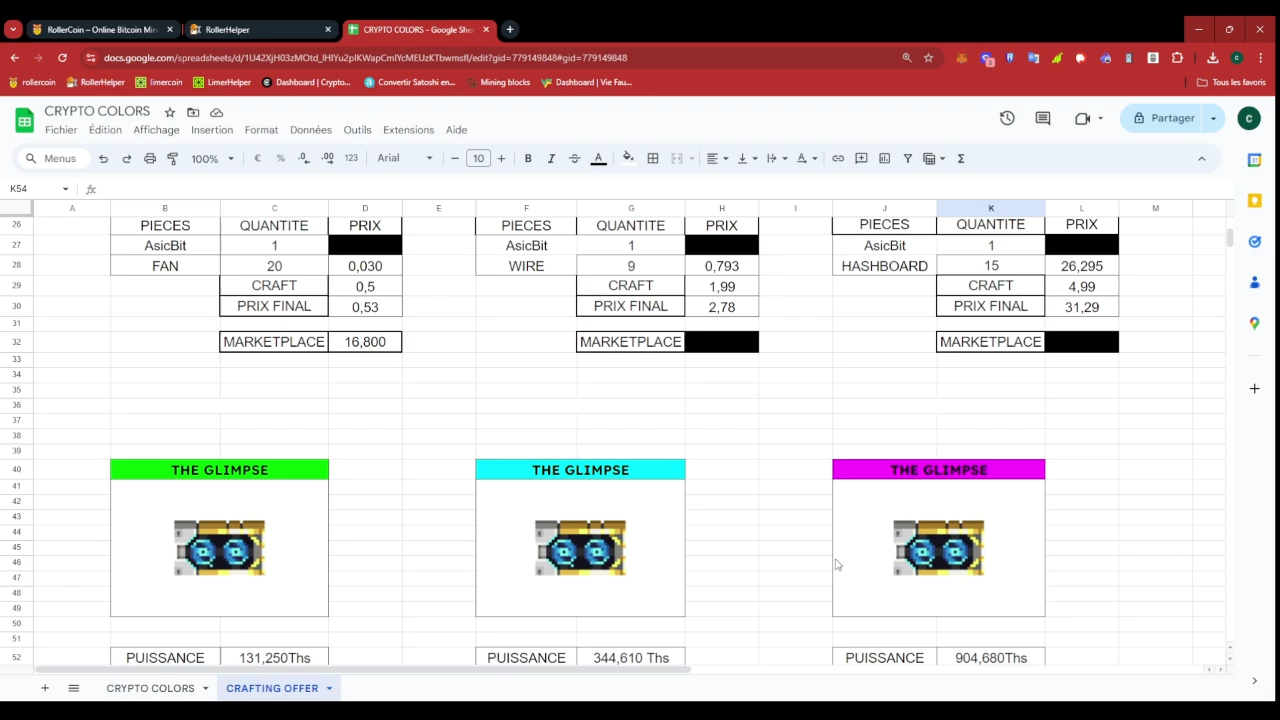 RollerCoin – Online Bitcoin Min
RollerHelper
CRYPTO COLORS - Google She
docs.google.com/spreadsheets/d/
/edit?gid=779149848#gid=779149848
rollercoin
RollerHelper
limercoin
LimerHelper
Dashboard | Crypto...
Convertir Satoshi en...
Mining blocks
Dashboard | Vie Fau...
Tous les favoris
CRYPTO COLORS
Fichier Édition Affichage Insertion Format Données Outils Extensions Aide
Partager
C
Menus
100%
€ % .0 .00 123
Arial
10
B I A
K54
fx
A B C D E F G H I J K L M
26 PIECES QUANTITE PRIX PIECES QUANTITE PRIX PIECES QUANTITE PRIX
27 AsicBit 1 AsicBit 1 AsicBit 1
28 FAN 20 0,030 WIRE 9 0,793 HASHBOARD 15 26,295
29 CRAFT 0,5 CRAFT 1,99 CRAFT 4,99
30 PRIX FINAL 0,53 PRIX FINAL 2,78 PRIX FINAL 31,29
31
32 MARKETPLACE 16,800 MARKETPLACE MARKETPLACE
33
34
35
36
37
38
39
40 THE GLIMPSE THE GLIMPSE THE GLIMPSE
41
42
43
44
45
46
47
48
49
50
51
52 PUISSANCE 131,250Ths PUISSANCE 344,610 Ths PUISSANCE 904,680Ths
CRYPTO COLORS
CRAFTING OFFER